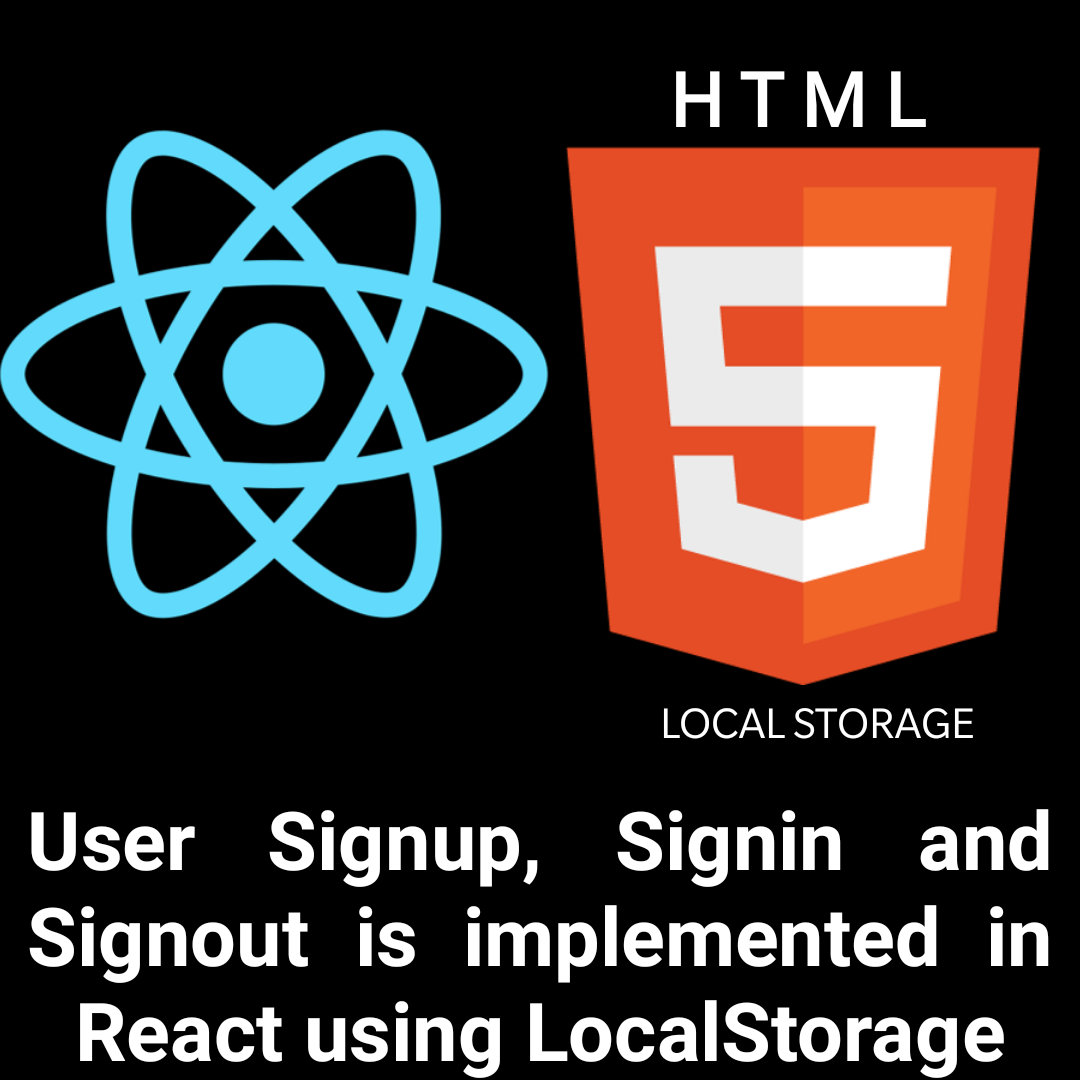 HTML
5
LOCAL STORAGE
User Signup, Signin and
Signout is implemented in
React using LocalStorage